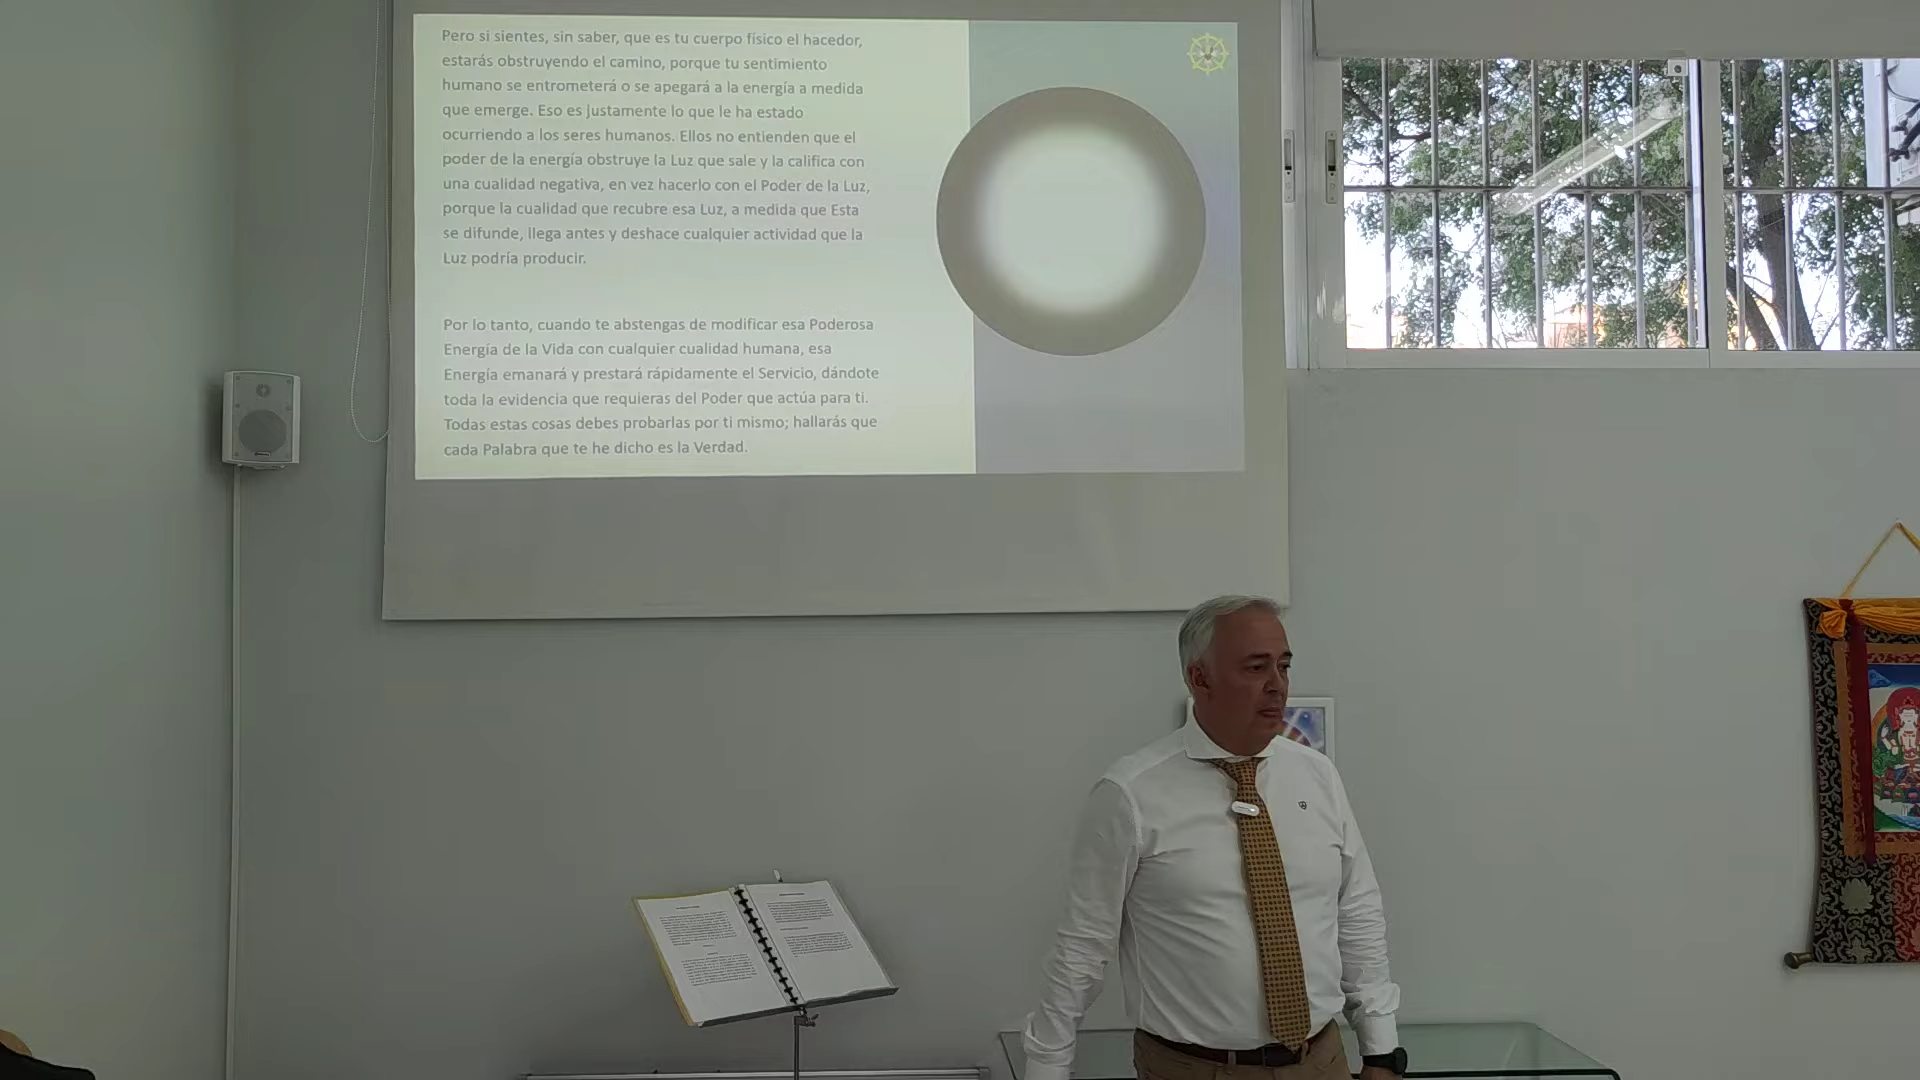 Pero si sientes, sin saber, que es tu cuerpo físico el hacedor,
estarás obstruyendo el camino, porque tu sentimiento
humano se entrometerá o se apegará a la energía a medida
que emerge. Eso es justamente lo que le ha estado
ocurriendo a los seres humanos. Ellos no entienden que el
poder de la energía obstruye la Luz que sale y la califica con
una cualidad negativa, en vez hacerlo con el Poder de la Luz,
porque la cualidad que recubre esa Luz, a medida que Esta
se difunde, llega antes y deshace cualquier actividad que la
Luz podría producir.
Por lo tanto, cuando te abstengas de modificar esa Poderosa
Energía de la Vida con cualquier cualidad humana, esa
Energía emanará y prestará rápidamente el Servicio, dándote
toda la evidencia que requieras del Poder que actúa para ti.
Todas estas cosas debes probarlas por ti mismo; hallarás que
cada Palabra que te he dicho es la Verdad.